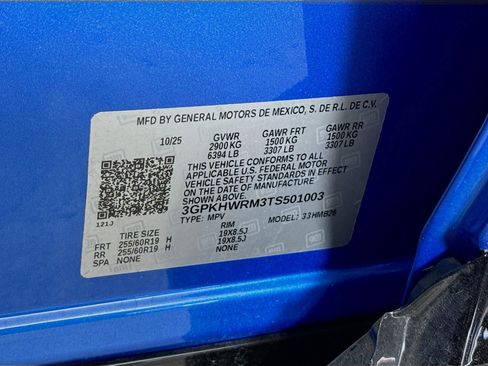 MFD BY GENERAL MOTORS DE MEXICO, S. DE R.L. DE C.V.
10/25 GVWR GAWR FRT GAWR RR
2900 KG 1500 KG 1500 KG
6394 LB 3307 LB 3307 LB
THIS VEHICLE CONFORMS TO ALL
APPLICABLE U.S. FEDERAL MOTOR
VEHICLE SAFETY STANDARDS IN
EFFECT ON THE DATE OF MANUFACTURE
SHOWN ABOVE.
3GPKHWRM3TS501003
TYPE: MPV MODEL: 33HMB26
121J
TIRE SIZE RIM
FRT 255/60R19 H 19X8.5J
RR 255/60R19 H 19X8.5J
SPA NONE NONE